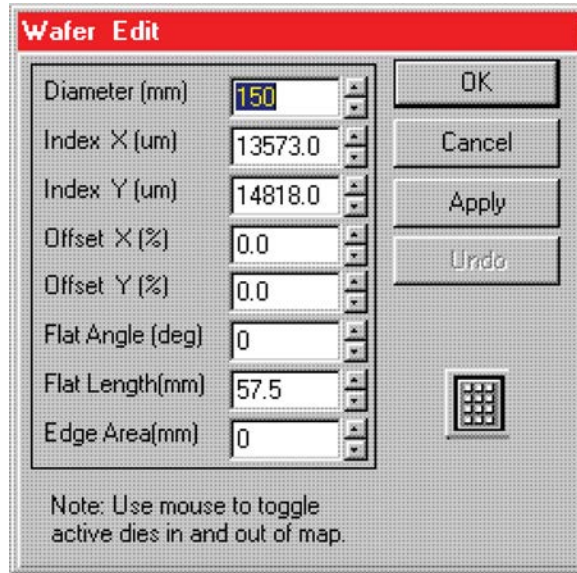 Wafer Edit
Diameter (mm) 150
Index X (um) 13573.0
Index Y (um) 14818.0
Offset X (%) 0.0
Offset Y (%) 0.0
Flat Angle (deg) 0
Flat Length(mm) 57.5
Edge Area(mm) 0
OK
Cancel
Apply
Undo
Note: Use mouse to toggle
active dies in and out of map.